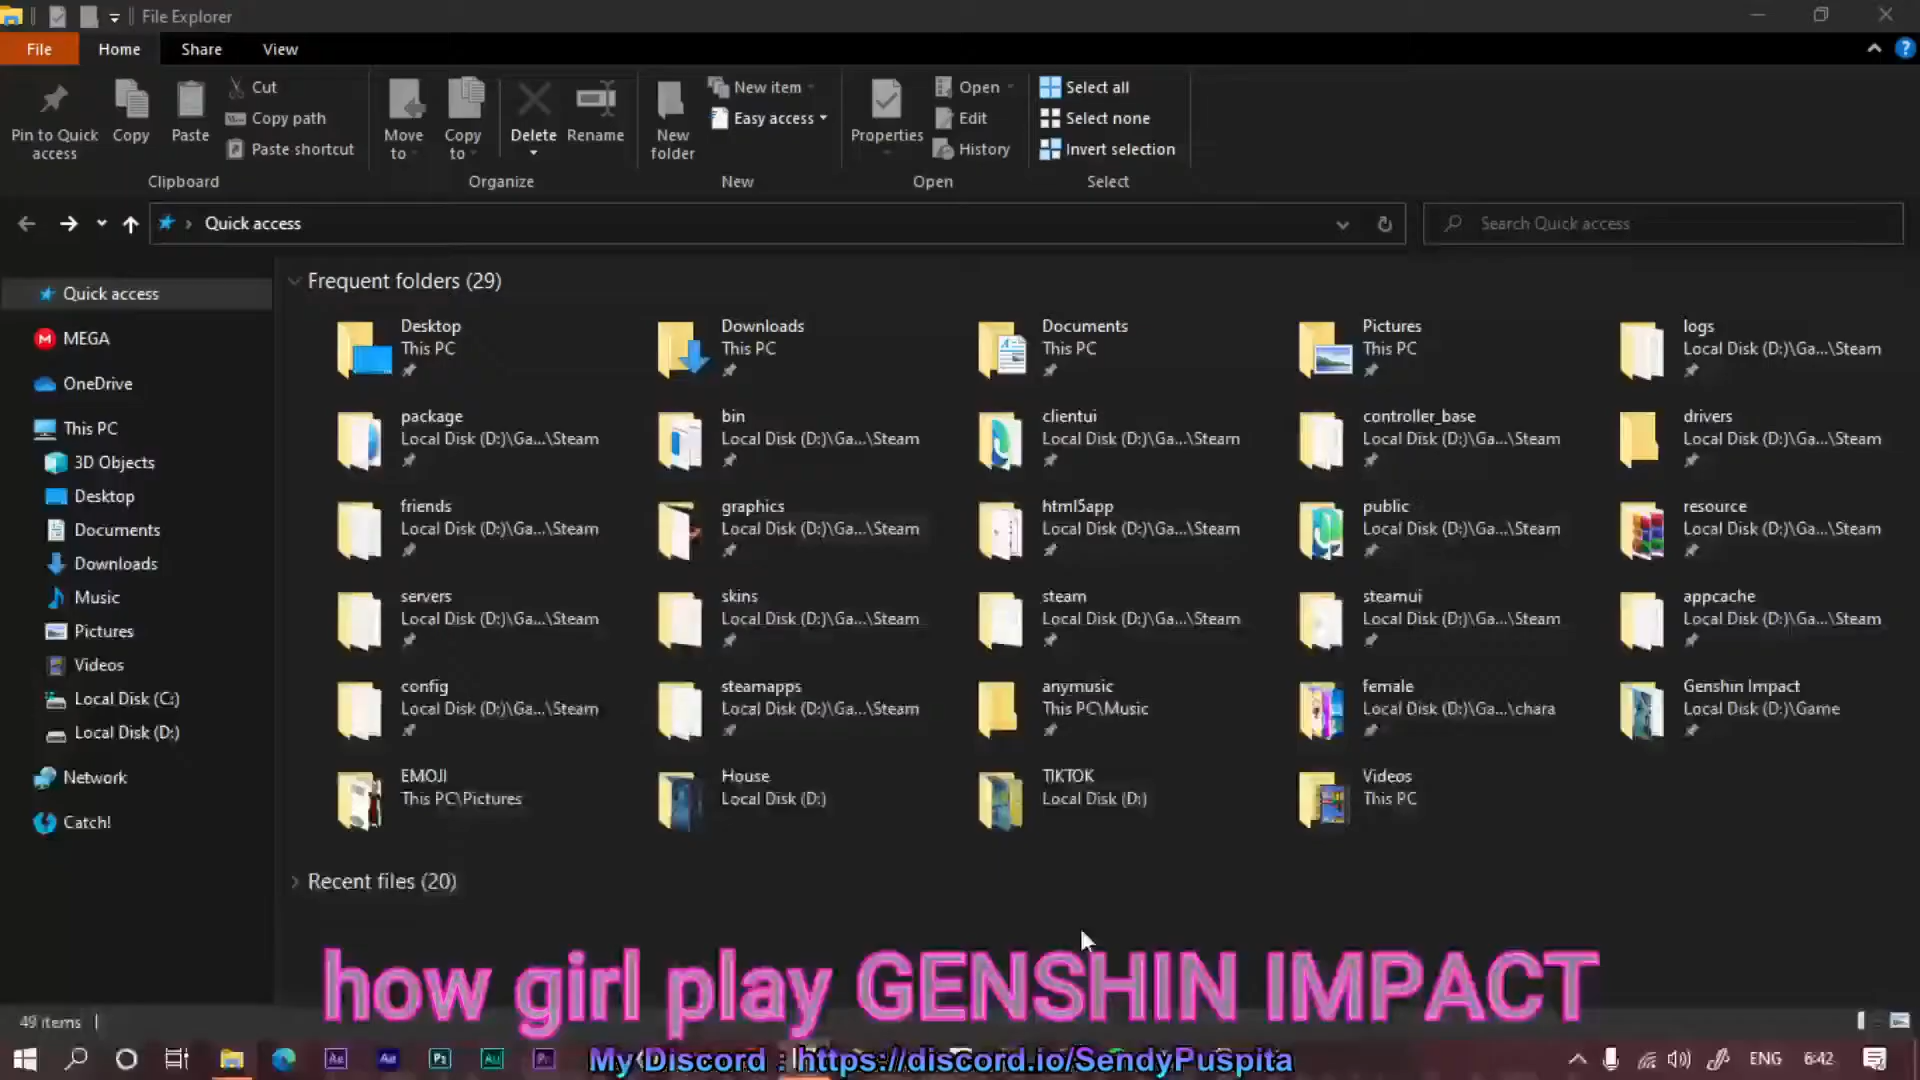 File Explorer
File Home Share View
Pin to Quick access
Copy
Paste
Cut
Copy path
Paste shortcut
Clipboard
Move to
Copy to
Delete
Rename
Organize
New folder
New item
Easy access
New
Properties
Open
Edit
History
Open
Select all
Select none
Invert selection
Select
Quick access
Search Quick access
Quick access
MEGA
OneDrive
This PC
3D Objects
Desktop
Documents
Downloads
Music
Pictures
Videos
Local Disk (C:)
Local Disk (D:)
Network
Catch!
Frequent folders (29)
Desktop
This PC
Downloads
This PC
Documents
This PC
Pictures
This PC
logs
Local Disk (D:)\Ga...\Steam
package
Local Disk (D:)\Ga...\Steam
bin
Local Disk (D:)\Ga...\Steam
clientui
Local Disk (D:)\Ga...\Steam
controller_base
Local Disk (D:)\Ga...\Steam
drivers
Local Disk (D:)\Ga...\Steam
friends
Local Disk (D:)\Ga...\Steam
graphics
Local Disk (D:)\Ga...\Steam
html5app
Local Disk (D:)\Ga...\Steam
public
Local Disk (D:)\Ga...\Steam
resource
Local Disk (D:)\Ga...\Steam
servers
Local Disk (D:)\Ga...\Steam
skins
Local Disk (D:)\Ga...\Steam
steam
Local Disk (D:)\Ga...\Steam
steamui
Local Disk (D:)\Ga...\Steam
appcache
Local Disk (D:)\Ga...\Steam
config
Local Disk (D:)\Ga...\Steam
steamapps
Local Disk (D:)\Ga...\Steam
anymusic
This PC\Music
female
Local Disk (D:)\Ga...\chara
Genshin Impact
Local Disk (D:)\Game
EMOJI
This PC\Pictures
House
Local Disk (D:)
TIKTOK
Local Disk (D:)
Videos
This PC
Recent files (20)
how girl play GENSHIN IMPACT
49 items
My Discord : https://discord.io/SendyPuspita
ENG 6:42